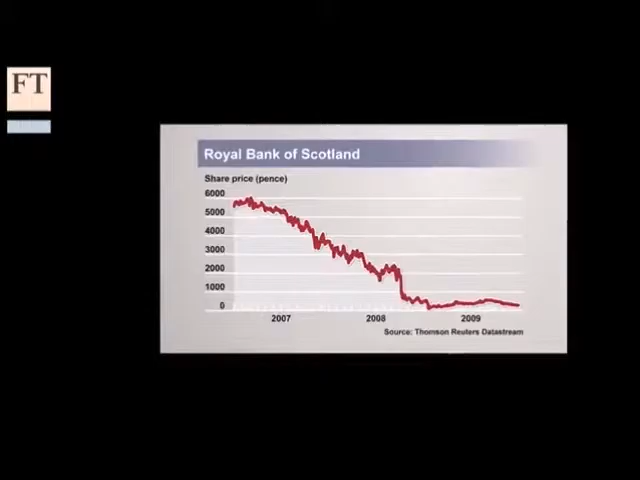 FT
Royal Bank of Scotland
Share price (pence)
6000
5000
4000
3000
2000
1000
0
2007 2008 2009
Source: Thomson Reuters Datastream